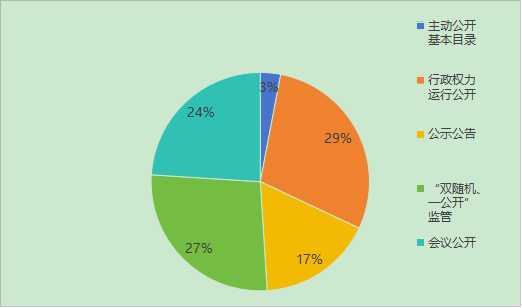 主动公开
基本目录
3%
行政权力
运行公开
24%
29%
公示公告
“双随机、
一公开”
监管
27%
会议公开
17%